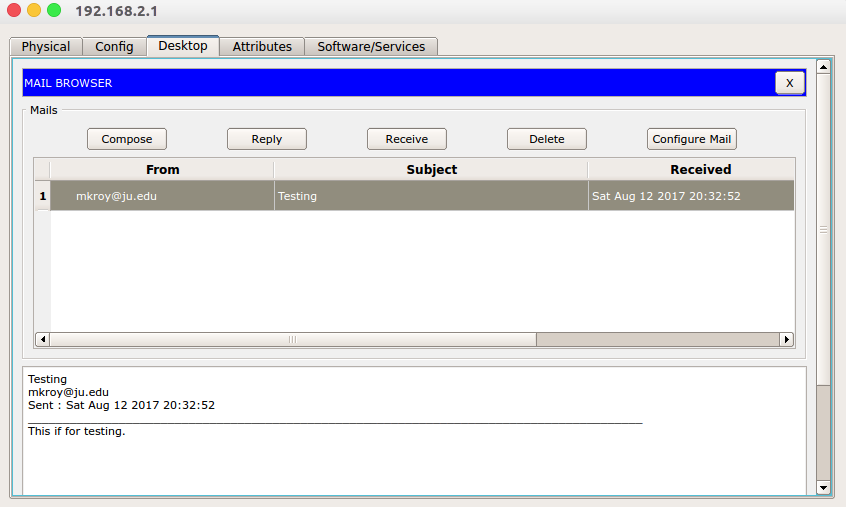 192.168.2.1
Physical Config Desktop Attributes Software/Services
MAIL BROWSER X
Mails
Compose Reply Receive Delete Configure Mail
From Subject Received
1 mkroy@ju.edu Testing Sat Aug 12 2017 20:32:52
Testing
mkroy@ju.edu
Sent : Sat Aug 12 2017 20:32:52
This if for testing.